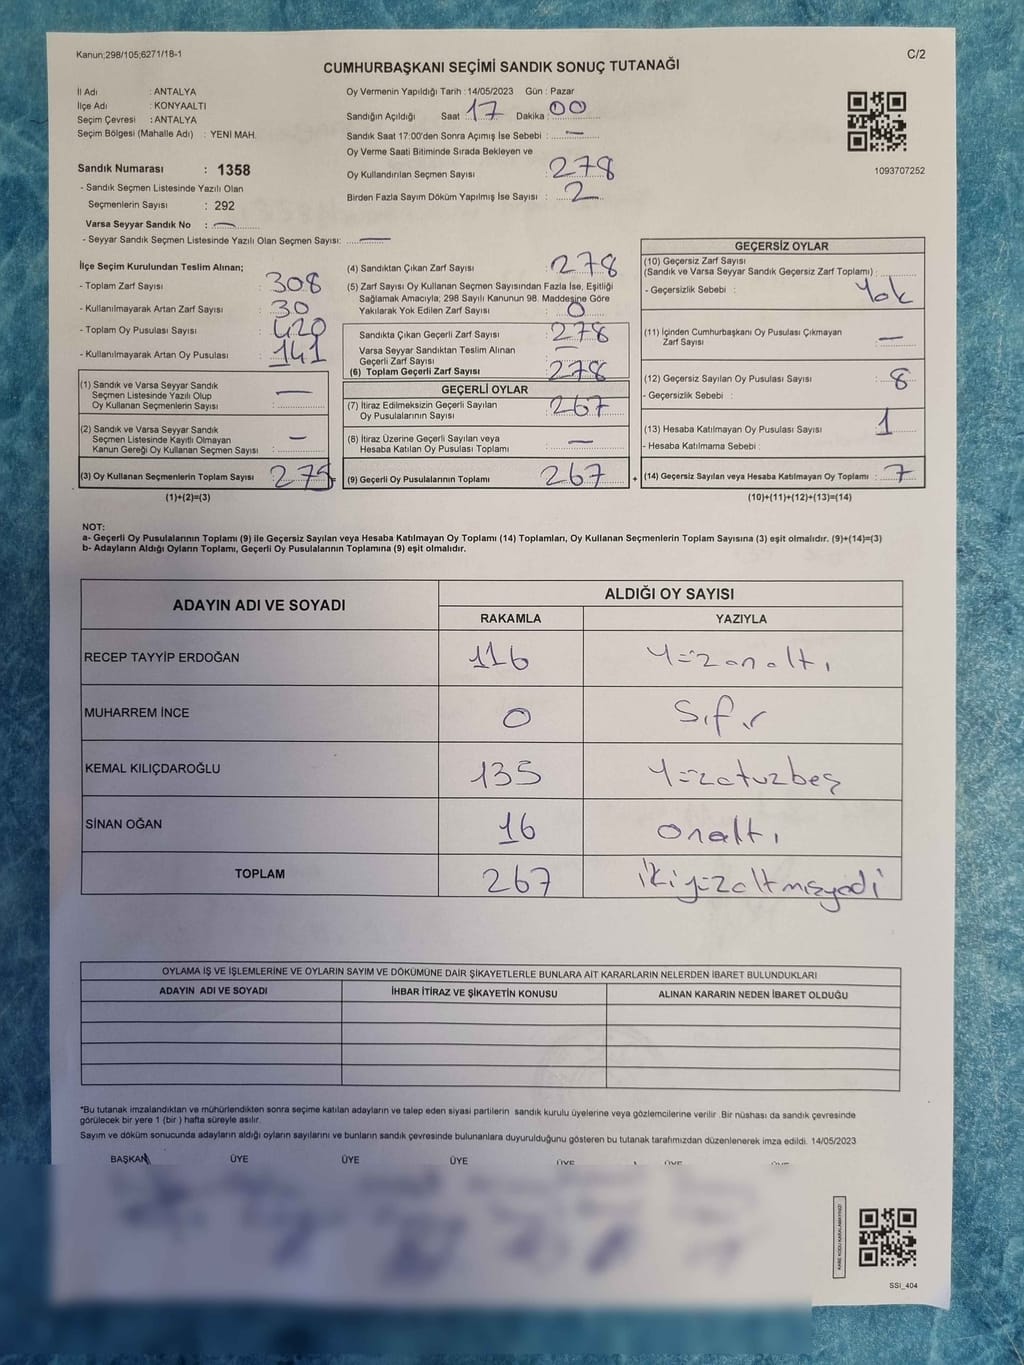 Kanun;298/105;6271/18-1
C/2
CUMHURBAŞKANI SEÇİMİ SANDIK SONUÇ TUTANAĞI
İl Adı : ANTALYA
İlçe Adı : KONYAALTI
Seçim Çevresi : ANTALYA
Seçim Bölgesi (Mahalle Adı) : YENİ MAH.
Sandık Numarası : 1358
- Sandık Seçmen Listesinde Yazılı Olan
Seçmenlerin Sayısı : 292
Varsa Seyyar Sandık No : —
- Seyyar Sandık Seçmen Listesinde Yazılı Olan Seçmen Sayısı: —
Oy Vermenin Yapıldığı Tarih : 14/05/2023 Gün : Pazar
Sandığın Açıldığı Saat 17 Dakika 00
Sandık Saat 17:00'den Sonra Açımış İse Sebebi : —
Oy Verme Saati Bitiminde Sırada Bekleyen ve
Oy Kullandırılan Seçmen Sayısı : 278
Birden Fazla Sayım Döküm Yapılmış İse Sayısı : 2
1093707252
İlçe Seçim Kurulundan Teslim Alınan;
- Toplam Zarf Sayısı : 308
- Kullanılmayarak Artan Zarf Sayısı : 30
- Toplam Oy Pusulası Sayısı : 420
- Kullanılmayarak Artan Oy Pusulası : 141
(1) Sandık ve Varsa Seyyar Sandık
Seçmen Listesinde Yazılı Olup
Oy Kullanan Seçmenlerin Sayısı : —
(2) Sandık ve Varsa Seyyar Sandık
Seçmen Listesinde Kayıtlı Olmayan
Kanun Gereği Oy Kullanan Seçmen Sayısı : —
(3) Oy Kullanan Seçmenlerin Toplam Sayısı
(1)+(2)=(3)
(4) Sandıktan Çıkan Zarf Sayısı : 278
(5) Zarf Sayısı Oy Kullanan Seçmen Sayısından Fazla İse, Eşitliği
Sağlamak Amacıyla; 298 Sayılı Kanunun 98. Maddesine Göre
Yakılarak Yok Edilen Zarf Sayısı : 0
Sandıkta Çıkan Geçerli Zarf Sayısı : 278
Varsa Seyyar Sandıktan Teslim Alınan
Geçerli Zarf Sayısı : —
(6) Toplam Geçerli Zarf Sayısı : 278
GEÇERLİ OYLAR
(7) İtiraz Edilmeksizin Geçerli Sayılan
Oy Pusulalarının Sayısı : 267
(8) İtiraz Üzerine Geçerli Sayılan veya
Hesaba Katılan Oy Pusulası Toplamı : —
(9) Geçerli Oy Pusulalarının Toplamı : 267 +
GEÇERSİZ OYLAR
(10) Geçersiz Zarf Sayısı
(Sandık ve Varsa Seyyar Sandık Geçersiz Zarf Toplamı) :
- Geçersizlik Sebebi : Yok
(11) İçinden Cumhurbaşkanı Oy Pusulası Çıkmayan
Zarf Sayısı : —
(12) Geçersiz Sayılan Oy Pusulası Sayısı : 8
- Geçersizlik Sebebi :
(13) Hesaba Katılmayan Oy Pusulası Sayısı : 1
- Hesaba Katılmama Sebebi :
(14) Geçersiz Sayılan veya Hesaba Katılmayan Oy Toplamı : 7
(10)+(11)+(12)+(13)=(14)
NOT:
a- Geçerli Oy Pusulalarının Toplamı (9) ile Geçersiz Sayılan veya Hesaba Katılmayan Oy Toplamı (14) Toplamları, Oy Kullanan Seçmenlerin Toplam Sayısına (3) eşit olmalıdır. (9)+(14)=(3)
b- Adayların Aldığı Oyların Toplamı, Geçerli Oy Pusulalarının Toplamına (9) eşit olmalıdır.
ADAYIN ADI VE SOYADI ALDIĞI OY SAYISI
RAKAMLA YAZIYLA
RECEP TAYYİP ERDOĞAN 116 Yüzonaltı
MUHARREM İNCE 0 Sıfır
KEMAL KILIÇDAROĞLU 135 Yüzotuzbeş
SİNAN OĞAN 16 onaltı
TOPLAM 267 ikiyüzaltmışyedi
OYLAMA İŞ VE İŞLEMLERİNE VE OYLARIN SAYIM VE DÖKÜMÜNE DAİR ŞİKAYETLERLE BUNLARA AİT KARARLARIN NELERDEN İBARET BULUNDUKLARI
ADAYIN ADI VE SOYADI İHBAR İTİRAZ VE ŞİKAYETİN KONUSU ALINAN KARARIN NEDEN İBARET OLDUĞU
*Bu tutanak imzalandıktan ve mühürlendikten sonra seçime katılan adayların ve talep eden siyasi partilerin sandık kurulu üyelerine veya gözlemcilerine verilir .Bir nüshası da sandık çevresinde
görülecek bir yere 1 (bir ) hafta süreyle asılır.
Sayım ve döküm sonucunda adayların aldığı oyların sayılarını ve bunların sandık çevresinde bulunanlara duyurulduğunu gösteren bu tutanak tarafımızdan düzenlenerek imza edildi. 14/05/2023
BAŞKAN ÜYE ÜYE ÜYE ÜYE ÜYE
SSI_404